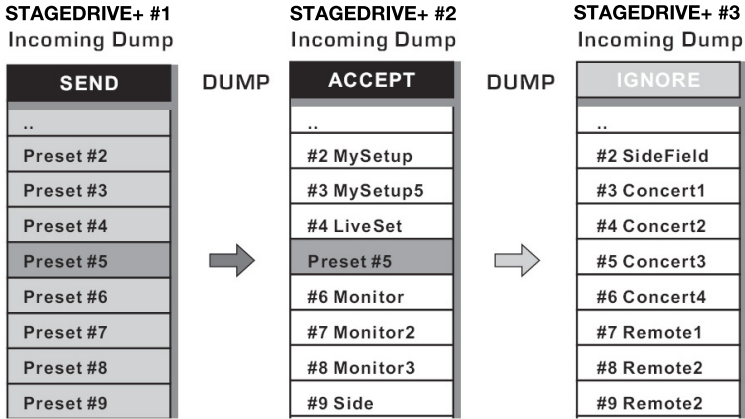 STAGEDRIVE+ #1
Incoming Dump
SEND
..
Preset #2
Preset #3
Preset #4
Preset #5
Preset #6
Preset #7
Preset #8
Preset #9
DUMP
STAGEDRIVE+ #2
Incoming Dump
ACCEPT
..
#2 MySetup
#3 MySetup5
#4 LiveSet
Preset #5
#6 Monitor
#7 Monitor2
#8 Monitor3
#9 Side
DUMP
STAGEDRIVE+ #3
Incoming Dump
IGNORE
..
#2 SideField
#3 Concert1
#4 Concert2
#5 Concert3
#6 Concert4
#7 Remote1
#8 Remote2
#9 Remote2